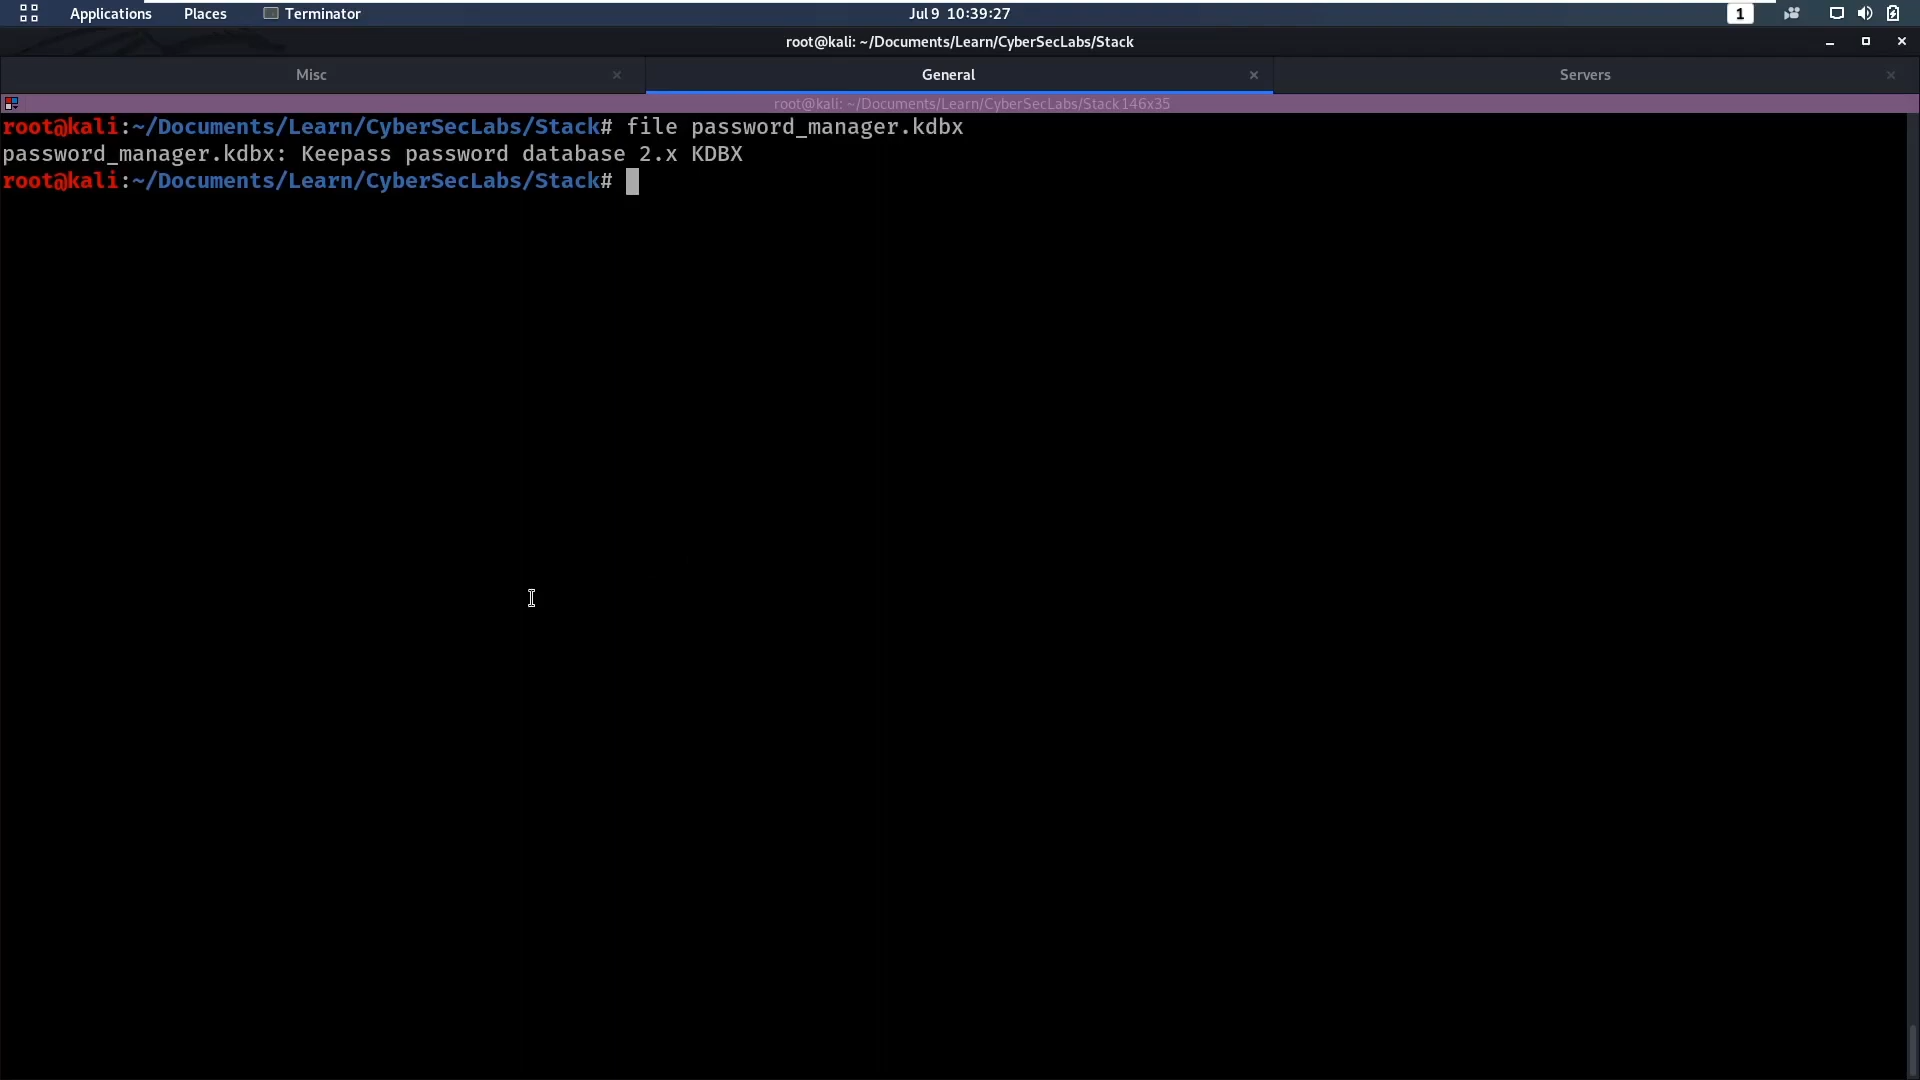 Applications Places Terminator Jul 9 10:39:27 1
root@kali: ~/Documents/Learn/CyberSecLabs/Stack
Misc General Servers
root@kali: ~/Documents/Learn/CyberSecLabs/Stack 146x35
root@kali:~/Documents/Learn/CyberSecLabs/Stack# file password_manager.kdbx
password_manager.kdbx: Keepass password database 2.x KDBX
root@kali:~/Documents/Learn/CyberSecLabs/Stack#